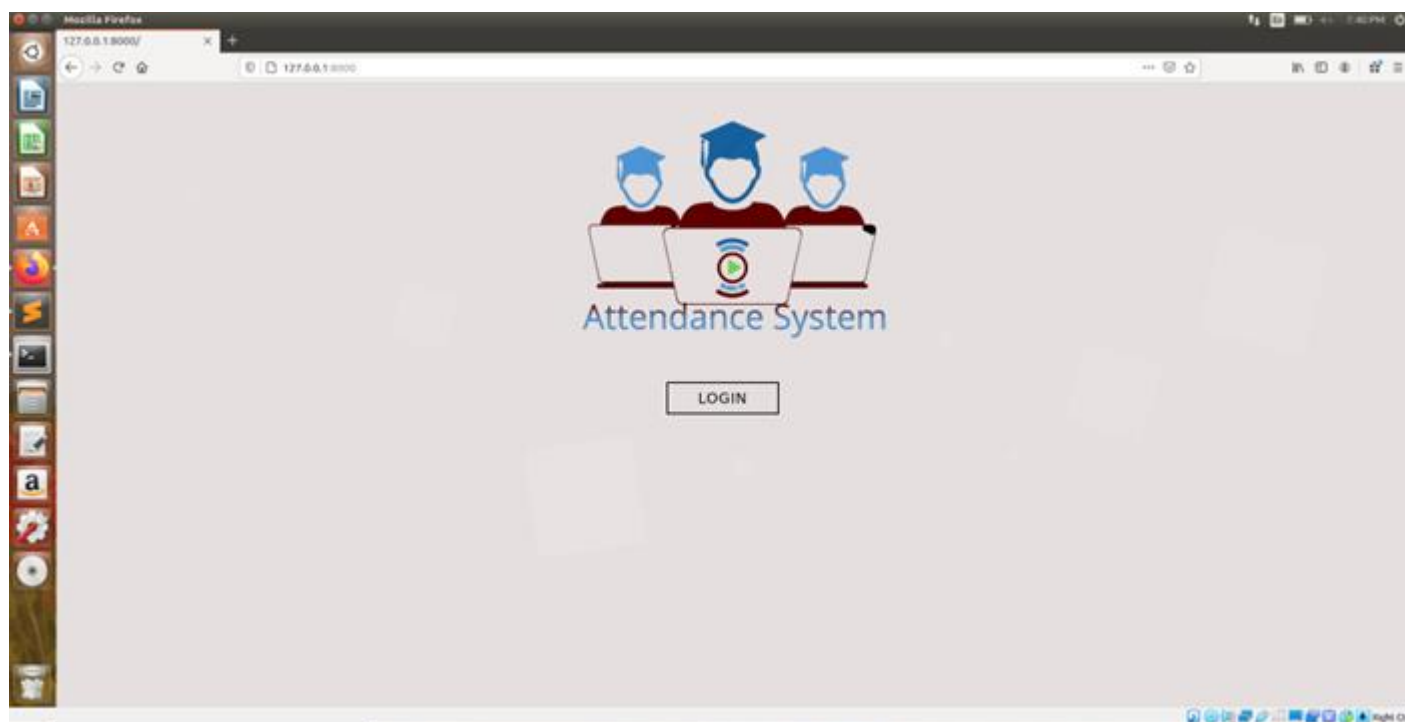 Mozilla Firefox
127.0.0.1:8000/
127.0.0.1:8000
Attendance System
LOGIN
a